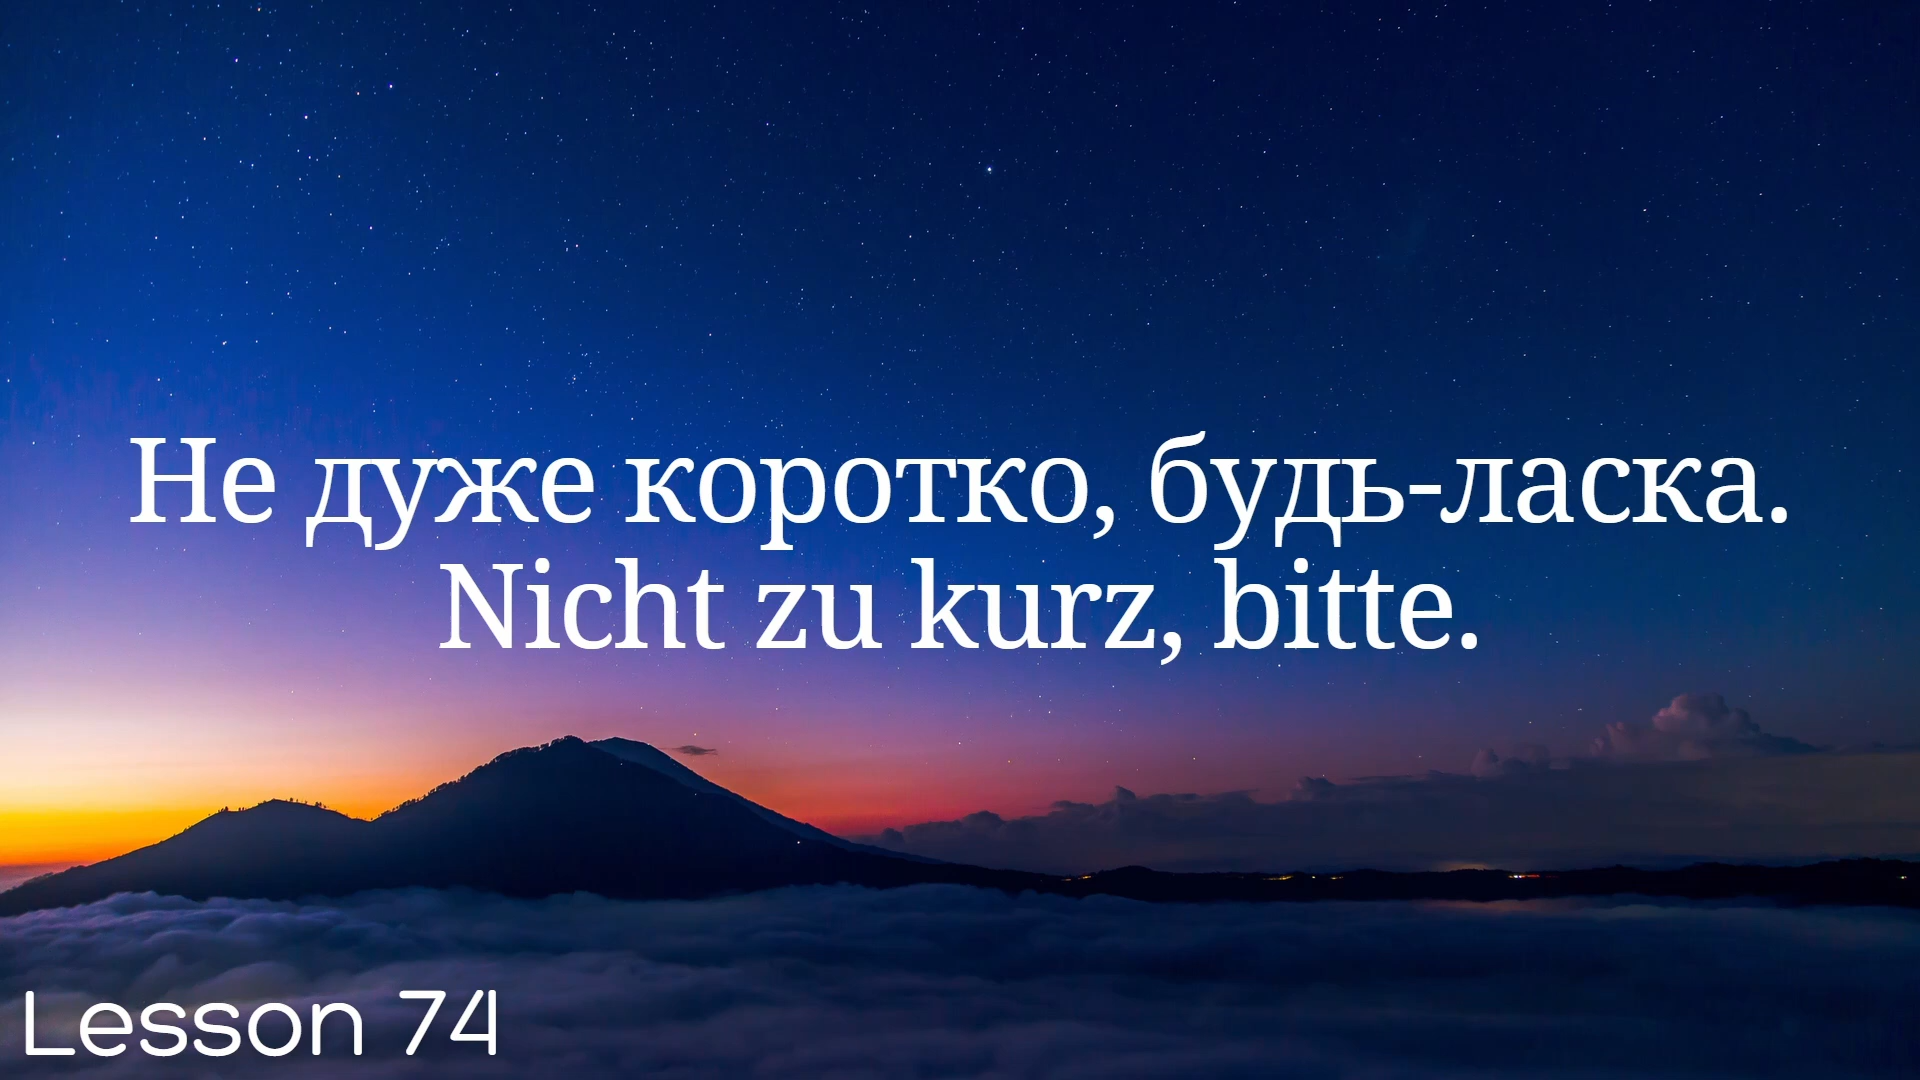 Не дуже коротко, будь-ласка.
Nicht zu kurz, bitte.
Lesson 74